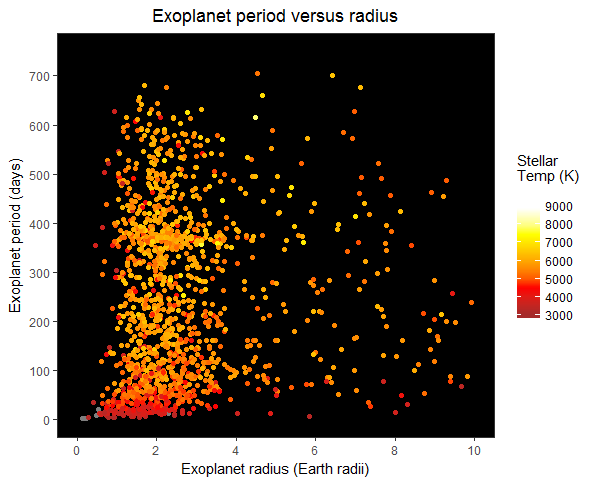 Exoplanet period versus radius
Exoplanet period (days)
700
600
500
400
300
200
100
0
0 2 4 6 8 10
Exoplanet radius (Earth radii)
Stellar
Temp (K)
9000
8000
7000
6000
5000
4000
3000